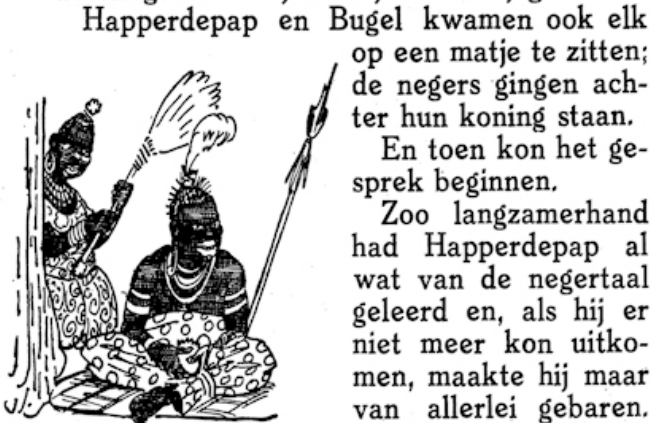 Happerdepap en Bugel kwamen ook elk
op een matje te zitten;
de negers gingen ach-
ter hun koning staan.
En toen kon het ge-
sprek beginnen.
Zoo langzamerhand
had Happerdepap al
wat van de negertaal
geleerd en, als hij er
niet meer kon uitko-
men, maakte hij maar
van allerlei gebaren.